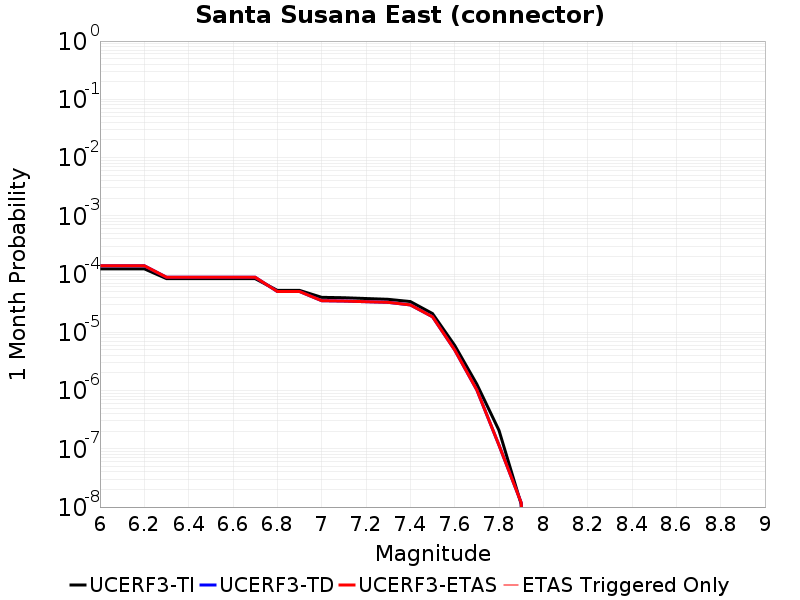 Santa Susana East (connector)
10^0
10^-1
10^-2
10^-3
10^-4
10^-5
10^-6
10^-7
10^-8
1 Month Probability
6 6.2 6.4 6.6 6.8 7 7.2 7.4 7.6 7.8 8 8.2 8.4 8.6 8.8 9
Magnitude
UCERF3-TI UCERF3-TD UCERF3-ETAS ETAS Triggered Only